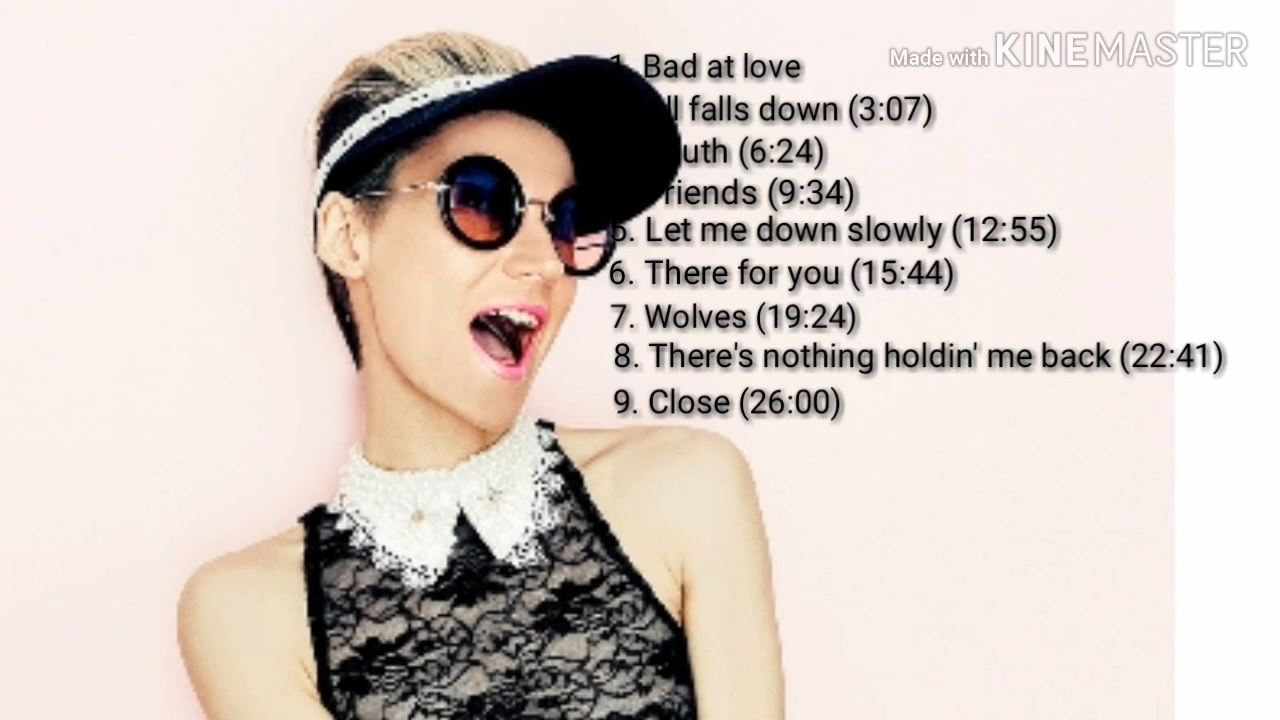 Made with KINEMASTER
1. Bad at love
falls down (3:07)
(6:24)
(9:34)
5. Let me down slowly (12:55)
6. There for you (15:44)
7. Wolves (19:24)
8. There's nothing holdin' me back (22:41)
9. Close (26:00)